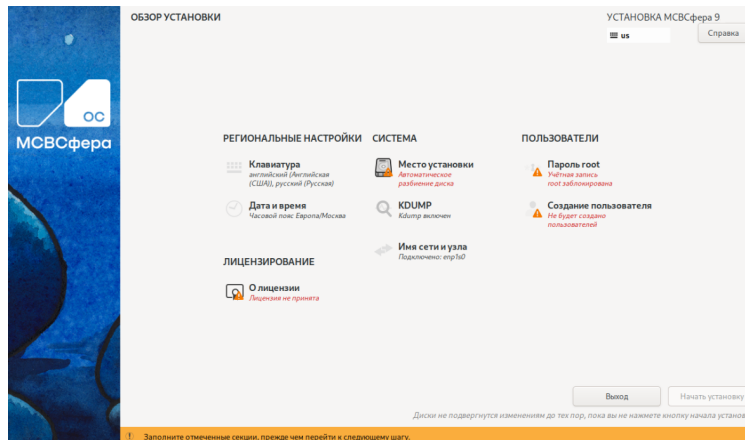 ОБЗОР УСТАНОВКИ
УСТАНОВКА МСВСфера 9
us
Справка
ОС
МСВСфера
РЕГИОНАЛЬНЫЕ НАСТРОЙКИ
Клавиатура
английский (Английская
(США)), русский (Русская)
Дата и время
Часовой пояс Европа/Москва
ЛИЦЕНЗИРОВАНИЕ
О лицензии
Лицензия не принята
СИСТЕМА
Место установки
Автоматическое
разбиение диска
KDUMP
Kdump включен
Имя сети и узла
Подключено: enp1s0
ПОЛЬЗОВАТЕЛИ
Пароль root
Учётная запись
root заблокирована
Создание пользователя
Не будет создано
пользователей
Выход
Начать установку
Диски не подвергнутся изменениям до тех пор, пока вы не нажмете кнопку начала установ
Заполните отмеченные секции, прежде чем перейти к следующему шагу.